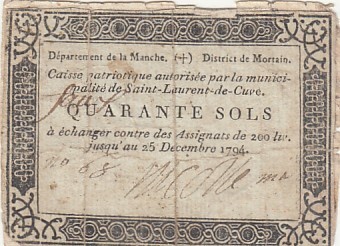 Département de la Manche. (+) District de Mortain.
Caisse patriotique autorisée par la munici-
palité de Saint-Laurent-de-Cuve.
QUARANTE SOLS
à échanger contre des Assignats de 200 liv.
jusqu'au 25 Decembre 1794.